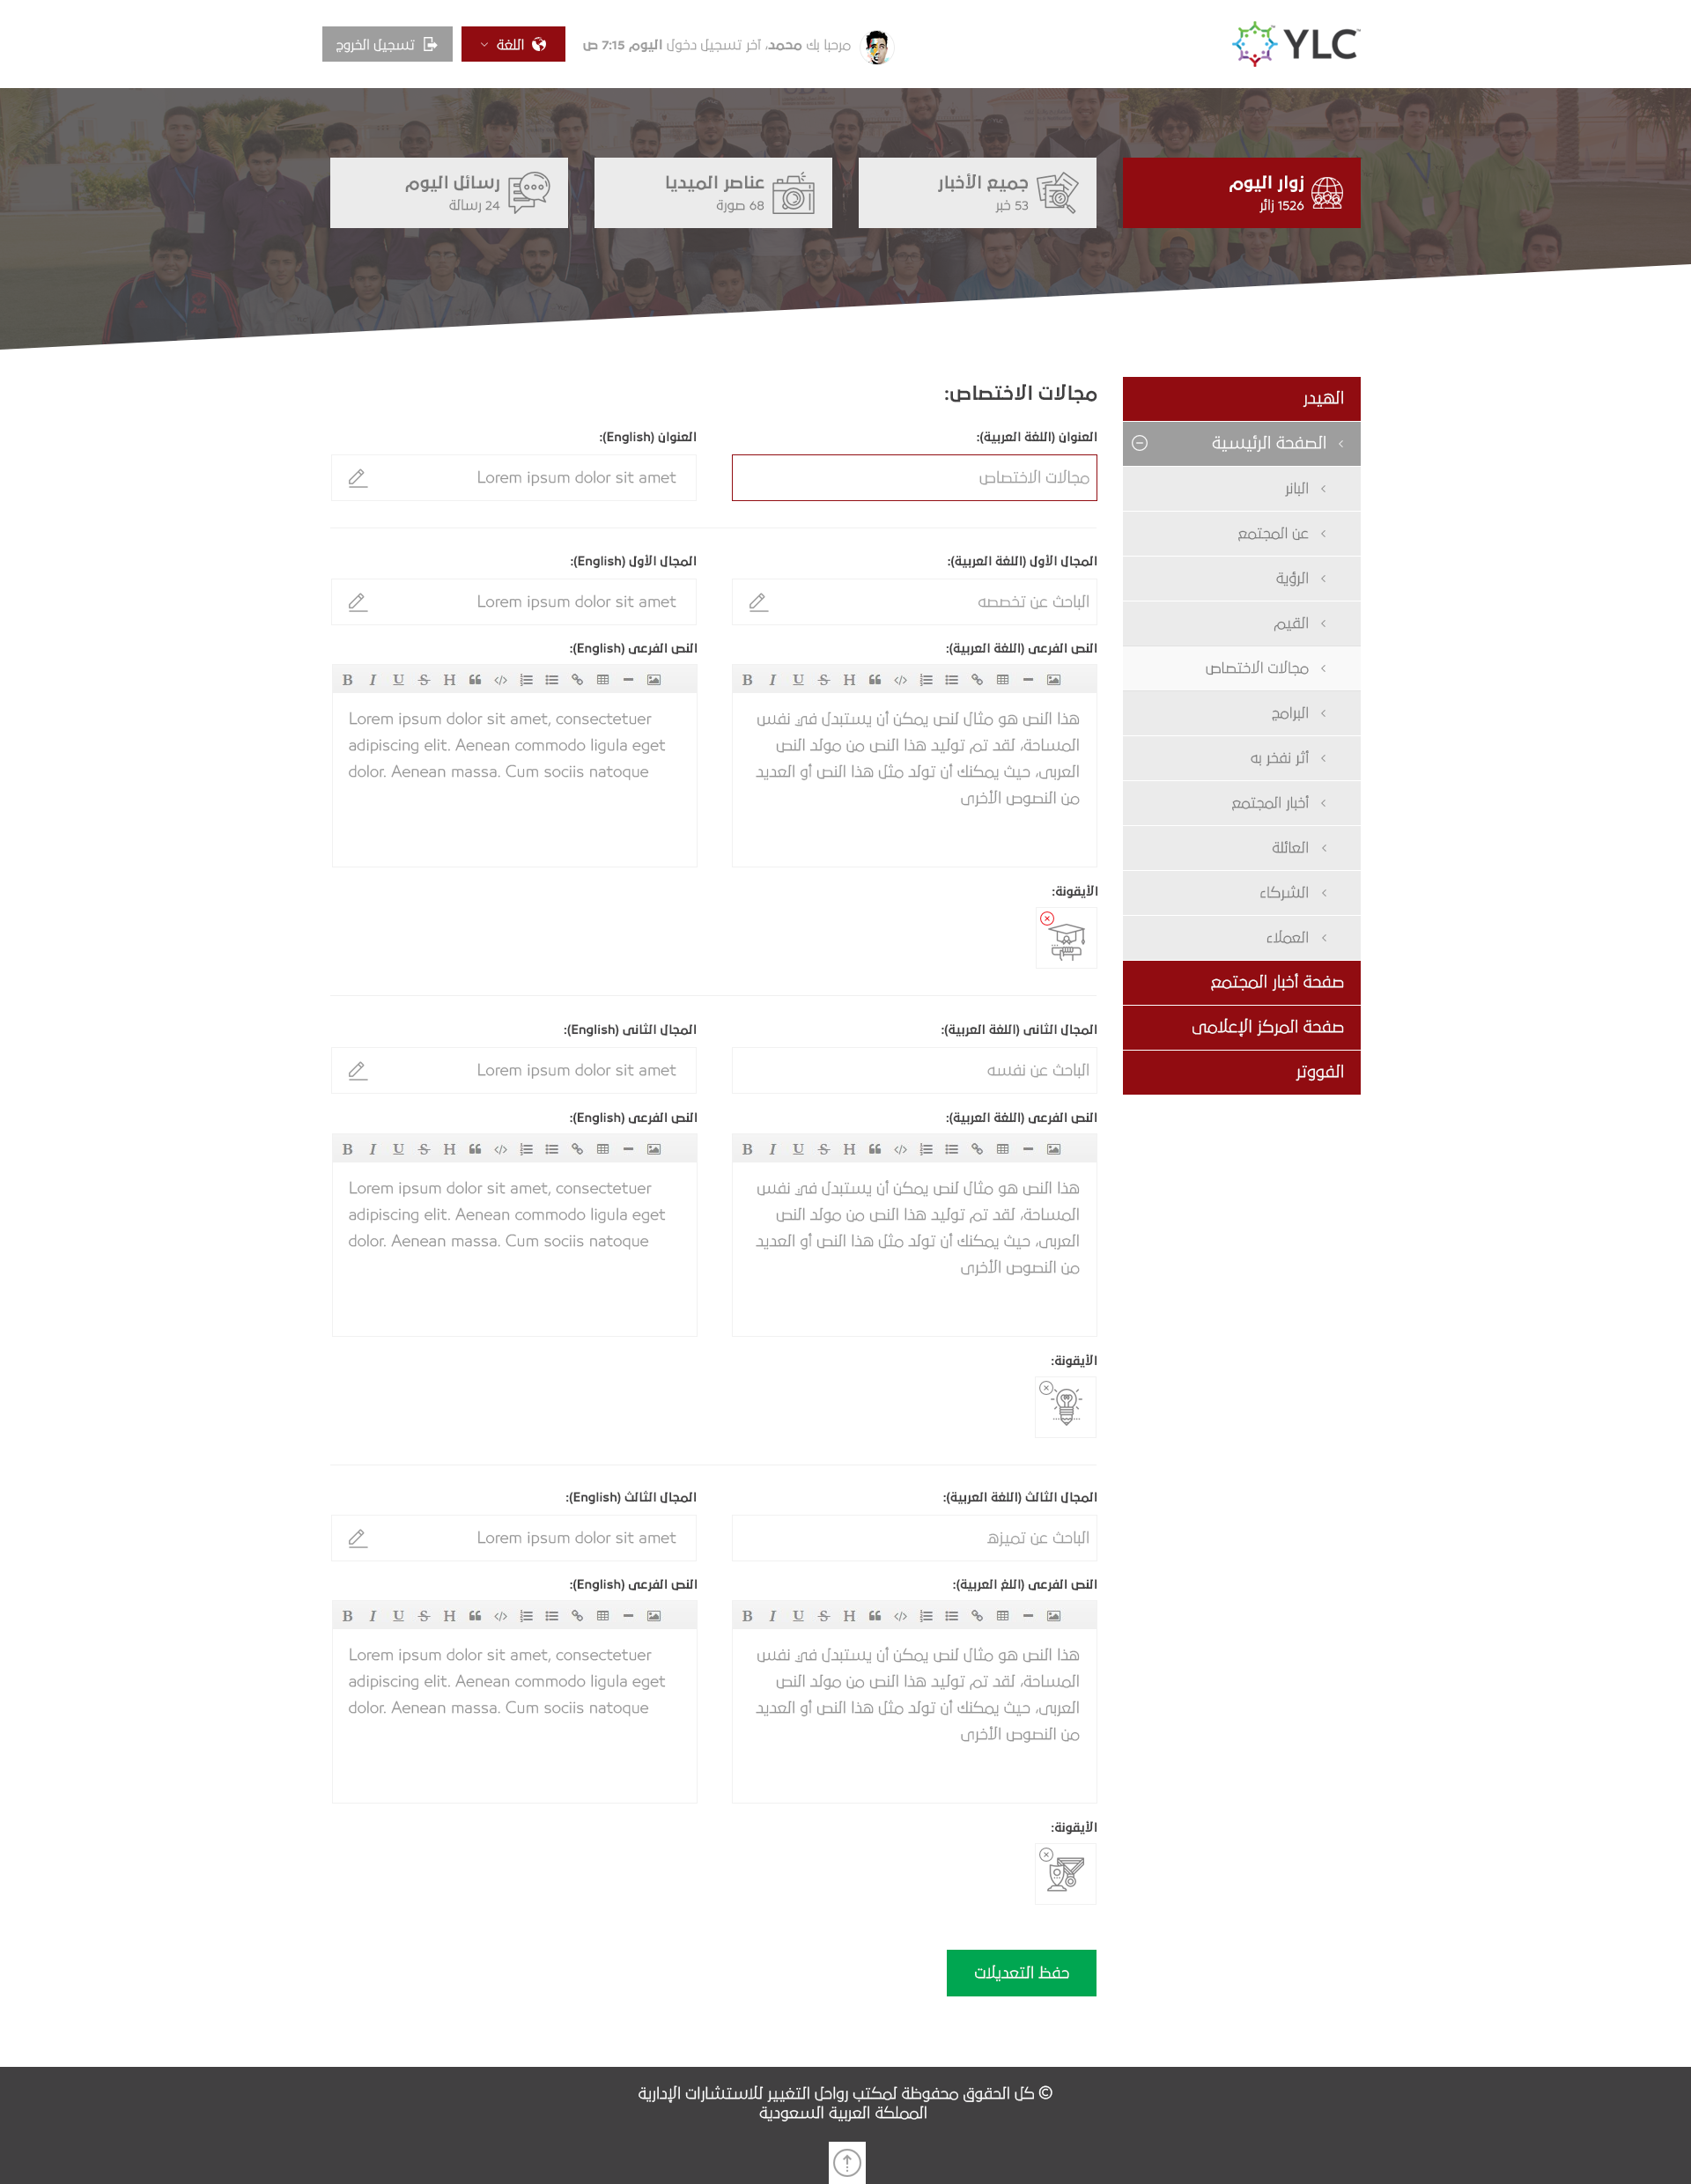 YLC
مرحبا بك محمد، آخر تسجيل دخول اليوم 7:15 ص
اللغة
تسجيل الخروج
زوار اليوم
1526 زائر
جميع الأخبار
53 خبر
عناصر الميديا
68 صورة
رسائل اليوم
24 رسالة
الهيدر
الصفحة الرئيسية
البانر
عن المجتمع
الرؤية
القيم
مجالات الاختصاص
البرامج
أثر نفخر به
أخبار المجتمع
العائلة
الشركاء
العملاء
صفحة أخبار المجتمع
صفحة المركز الإعلامى
الفووتر
مجالات الاختصاص:
العنوان (اللغة العربية):
العنوان (English):
مجالات الاختصاص
Lorem ipsum dolor sit amet
المجال الأول (اللغة العربية):
المجال الأول (English):
الباحث عن تخصصه
Lorem ipsum dolor sit amet
النص الفرعى (اللغة العربية):
النص الفرعى (English):
هذا النص هو مثال لنص يمكن أن يستبدل في نفس
المساحة، لقد تم توليد هذا النص من مولد النص
العربى، حيث يمكنك أن تولد مثل هذا النص أو العديد
من النصوص الأخرى
Lorem ipsum dolor sit amet, consectetuer
adipiscing elit. Aenean commodo ligula eget
dolor. Aenean massa. Cum sociis natoque
الأيقونة:
المجال الثانى (اللغة العربية):
المجال الثانى (English):
الباحث عن نفسه
Lorem ipsum dolor sit amet
النص الفرعى (اللغة العربية):
النص الفرعى (English):
هذا النص هو مثال لنص يمكن أن يستبدل في نفس
المساحة، لقد تم توليد هذا النص من مولد النص
العربى، حيث يمكنك أن تولد مثل هذا النص أو العديد
من النصوص الأخرى
Lorem ipsum dolor sit amet, consectetuer
adipiscing elit. Aenean commodo ligula eget
dolor. Aenean massa. Cum sociis natoque
الأيقونة:
المجال الثالث (اللغة العربية):
المجال الثالث (English):
الباحث عن تميزه
Lorem ipsum dolor sit amet
النص الفرعى (اللغ العربية):
النص الفرعى (English):
هذا النص هو مثال لنص يمكن أن يستبدل في نفس
المساحة، لقد تم توليد هذا النص من مولد النص
العربى، حيث يمكنك أن تولد مثل هذا النص أو العديد
من النصوص الأخرى
Lorem ipsum dolor sit amet, consectetuer
adipiscing elit. Aenean commodo ligula eget
dolor. Aenean massa. Cum sociis natoque
الأيقونة:
حفظ التعديلات
© كل الحقوق محفوظة لمكتب رواحل التغيير للاستشارات الإدارية
المملكة العربية السعودية